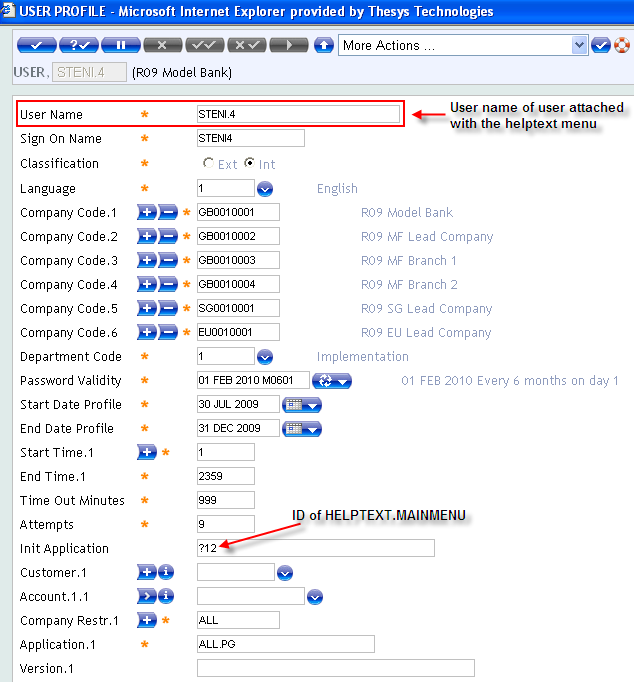 USER PROFILE - Microsoft Internet Explorer provided by Thesys Technologies
More Actions ...
USER, STENI.4 (R09 Model Bank)
User Name * STENI.4
User name of user attached
with the helptext menu
Sign On Name * STENI4
Classification * Ext Int
Language * 1 English
Company Code.1 * GB0010001 R09 Model Bank
Company Code.2 * GB0010002 R09 MF Lead Company
Company Code.3 * GB0010003 R09 MF Branch 1
Company Code.4 * GB0010004 R09 MF Branch 2
Company Code.5 * SG0010001 R09 SG Lead Company
Company Code.6 * EU0010001 R09 EU Lead Company
Department Code * 1 Implementation
Password Validity * 01 FEB 2010 M0601 01 FEB 2010 Every 6 months on day 1
Start Date Profile * 30 JUL 2009
End Date Profile * 31 DEC 2009
Start Time.1 * 1
End Time.1 * 2359
Time Out Minutes * 999
Attempts * 9
ID of HELPTEXT.MAINMENU
Init Application ?12
Customer.1
Account.1.1
Company Restr.1 * ALL
Application.1 * ALL.PG
Version.1